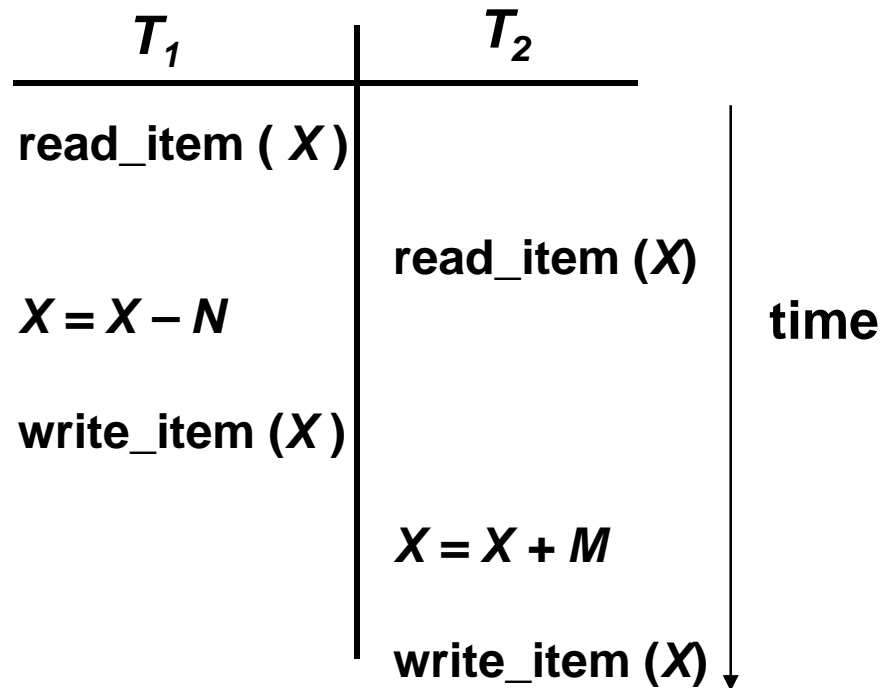 T₁ T₂
read_item ( X )
read_item (X)
X = X – N
time
write_item (X )
X = X + M
write_item (X)